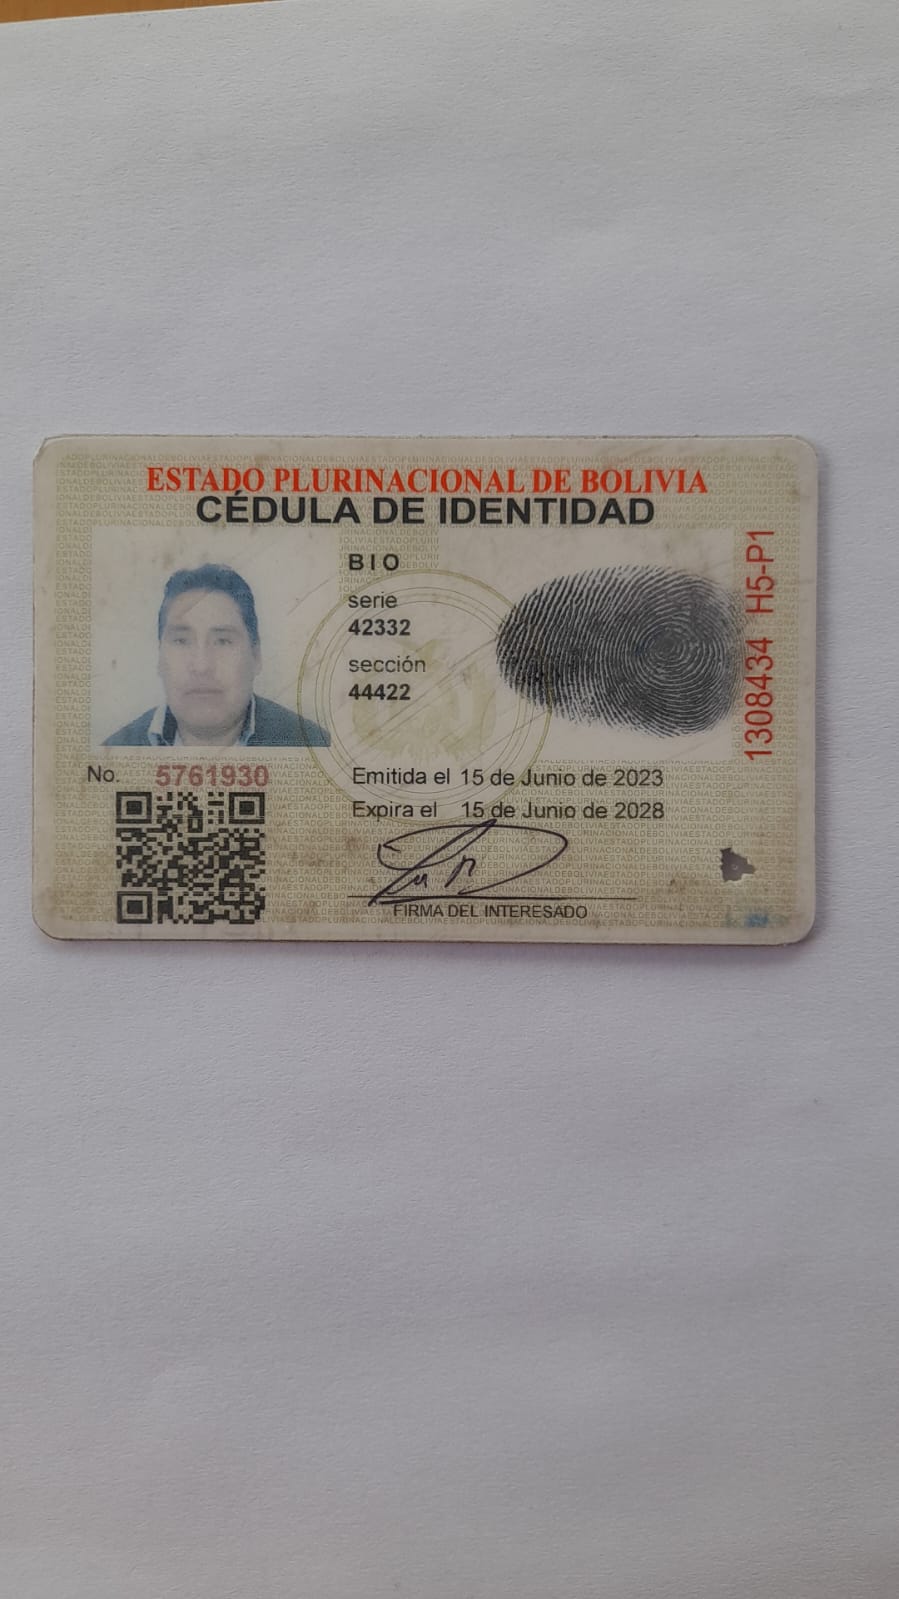 ESTADO PLURINACIONAL DE BOLIVIA
CÉDULA DE IDENTIDAD
BIO
serie
42332
sección
44422
1308434 H5-P1
No. 5761930
Emitida el 15 de Junio de 2023
Expira el 15 de Junio de 2028
FIRMA DEL INTERESADO